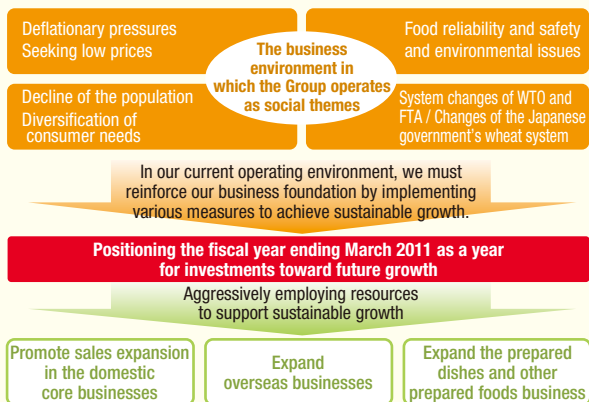 Deflationary pressures
Seeking low prices
Food reliability and safety
and environmental issues
The business
environment in
which the Group operates
as social themes
Decline of the population
Diversification of
consumer needs
System changes of WTO and
FTA / Changes of the Japanese
government's wheat system
In our current operating environment, we must
reinforce our business foundation by implementing
various measures to achieve sustainable growth.
Positioning the fiscal year ending March 2011 as a year
for investments toward future growth
Aggressively employing resources
to support sustainable growth
Promote sales expansion
in the domestic
core businesses
Expand
overseas businesses
Expand the prepared
dishes and other
prepared foods business